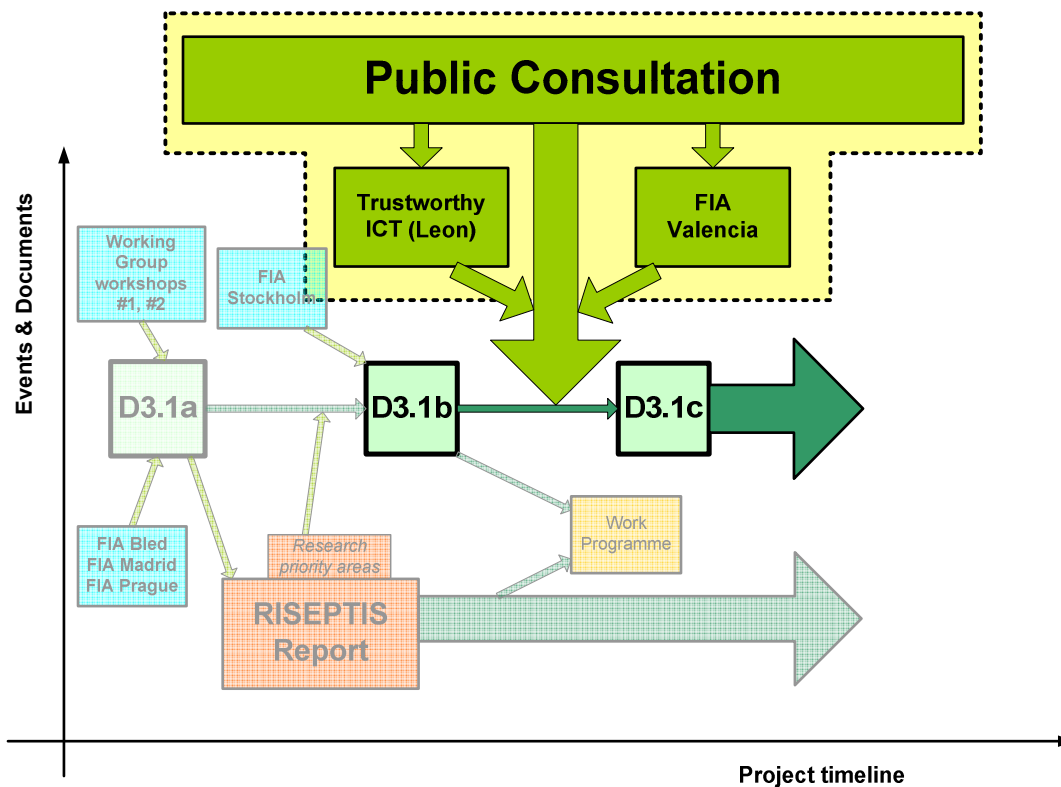 Public Consultation
Trustworthy
ICT (Leon)
FIA
Valencia
Working
Group
workshops
#1, #2
FIA
Stockholm
Events & Documents
D3.1a
D3.1b
D3.1c
FIA Bled
FIA Madrid
FIA Prague
Research
priority areas
RISEPTIS
Report
Work
Programme
Project timeline